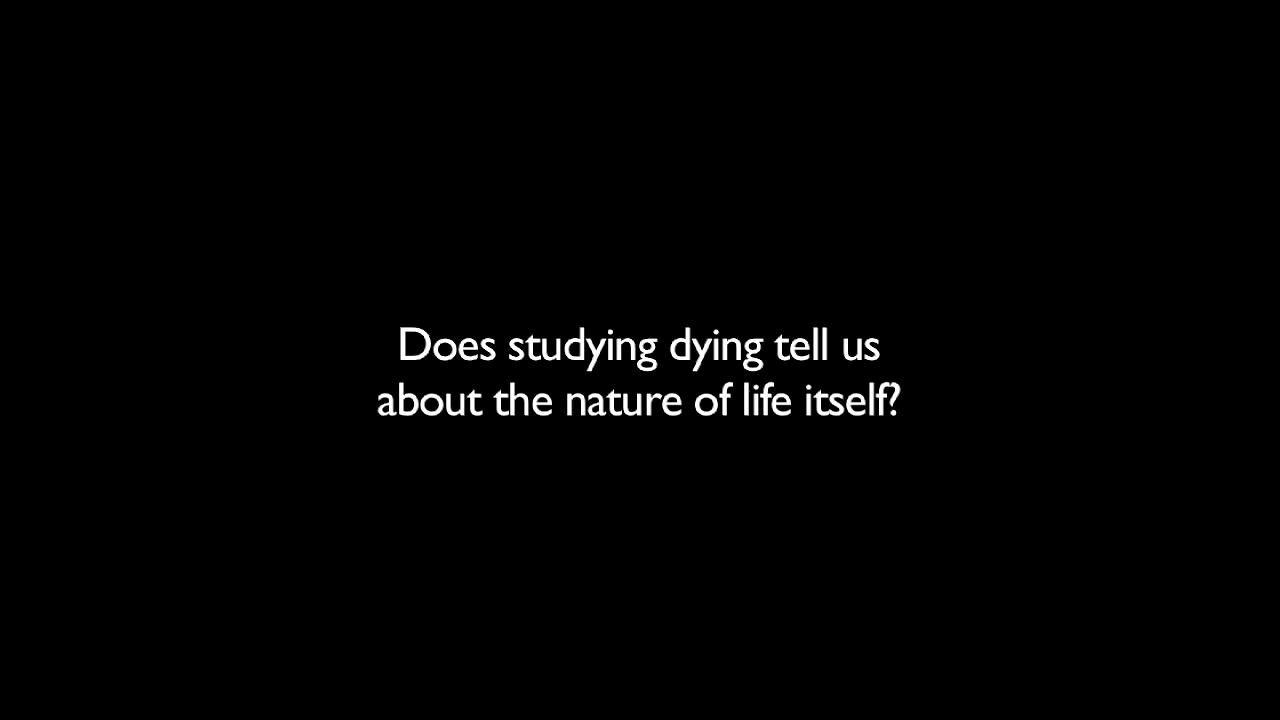 Does studying dying tell us
about the nature of life itself?